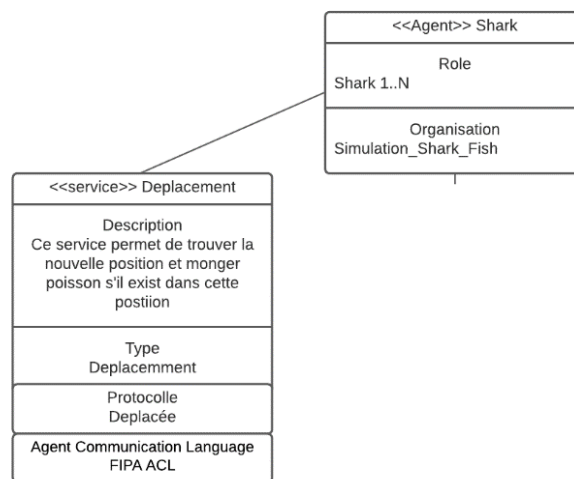 <<Agent>> Shark
Role
Shark 1..N
Organisation
Simulation_Shark_Fish
<<service>> Deplacement
Description
Ce service permet de trouver la
nouvelle position et monger
poisson s'il exist dans cette
postiion
Type
Deplacemment
Protocolle
Deplacée
Agent Communication Language
FIPA ACL